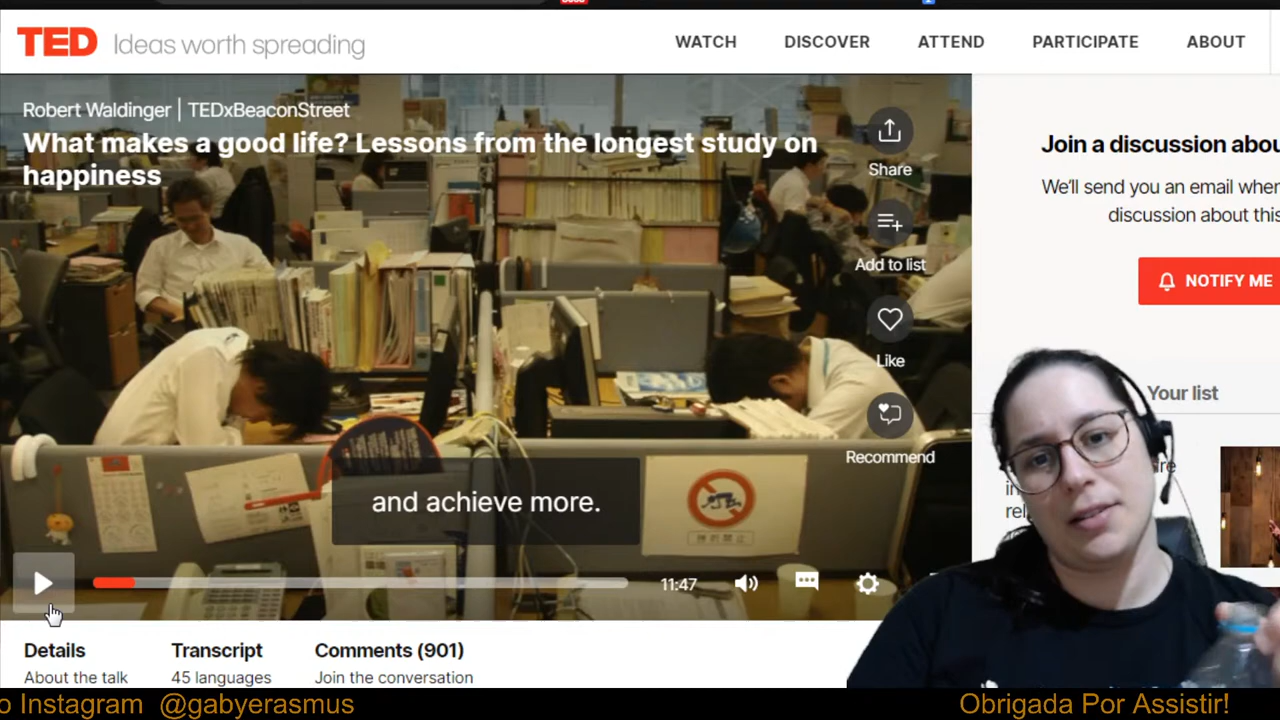 TED Ideas worth spreading
WATCH DISCOVER ATTEND PARTICIPATE ABOUT
Robert Waldinger | TEDxBeaconStreet
What makes a good life? Lessons from the longest study on
happiness
Share
Add to list
Like
Recommend
and achieve more.
11:47
Details
About the talk
Transcript
45 languages
Comments (901)
Join the conversation
Join a discussion
We'll send you an email
discussion about
NOTIFY ME
Your list
o Instagram @gabyerasmus
Obrigada Por Assistir!